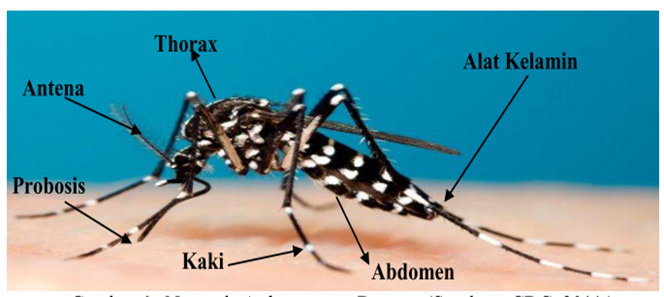 Thorax
Alat Kelamin
Antena
Probosis
Kaki
Abdomen